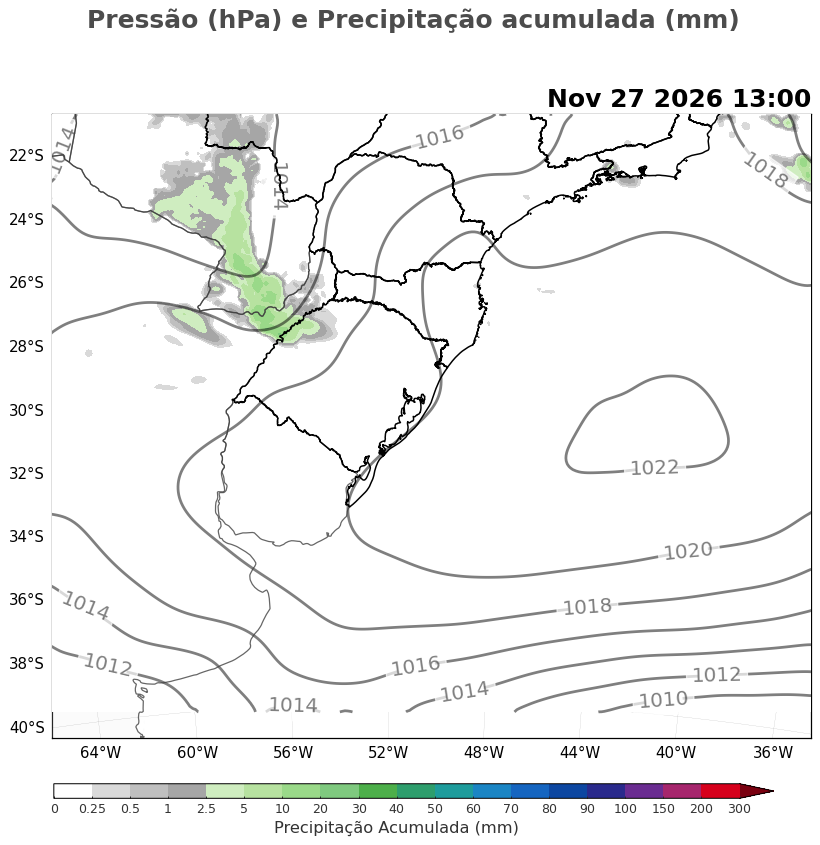 Pressão (hPa) e Precipitação acumulada (mm)
Nov 27 2026 13:00
1014
1016
1018
1014
22°S
24°S
26°S
28°S
30°S
32°S
34°S
36°S
38°S
40°S
1022
1020
1018
1014
1016
1012
1014
1014
1012
1010
64°W 60°W 56°W 52°W 48°W 44°W 40°W 36°W
0 0.25 0.5 1 2.5 5 10 20 30 40 50 60 70 80 90 100 150 200 300
Precipitação Acumulada (mm)